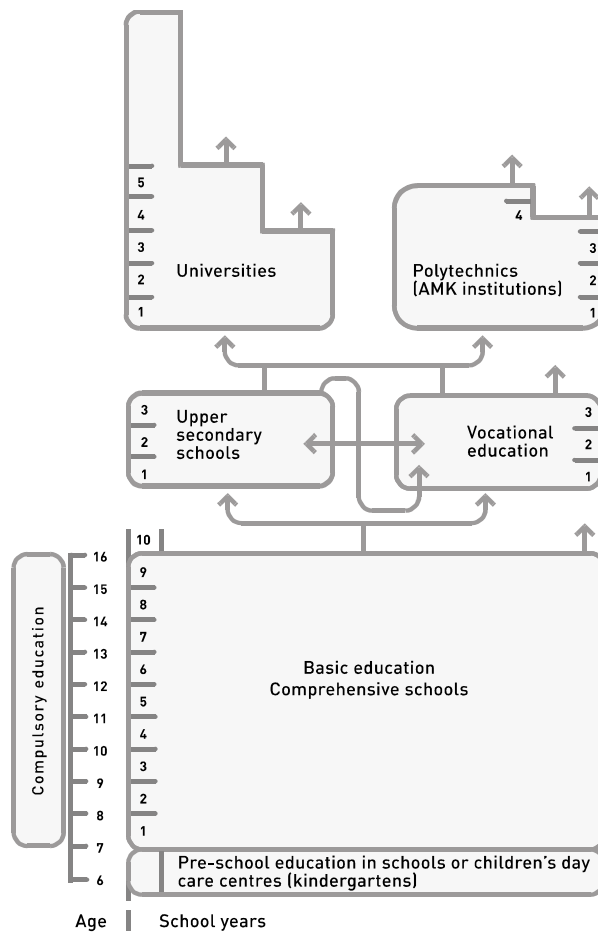 5
4
3
2
1
Universities
4
3
2
1
Polytechnics
(AMK institutions)
3
2
1
Upper
secondary
schools
3
2
1
Vocational
education
Compulsory education
16
15
14
13
12
11
10
9
8
7
6
10
9
8
7
6
5
4
3
2
1
Basic education
Comprehensive schools
Pre-school education in schools or children's day
care centres (kindergartens)
Age
School years